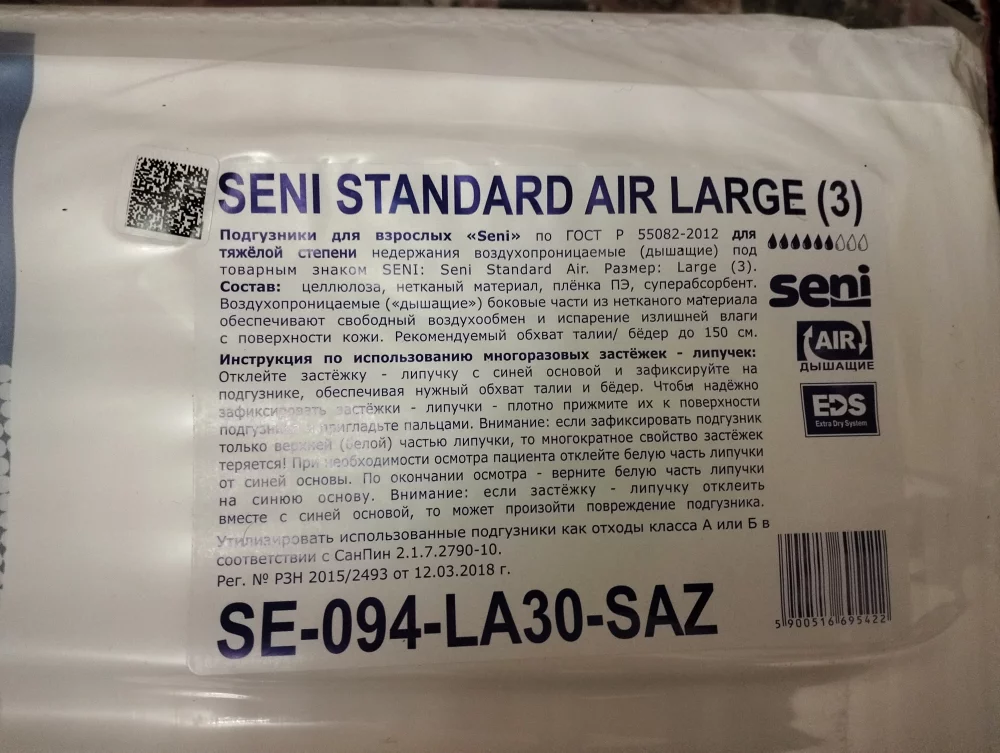 SENI STANDARD AIR LARGE (3)
Подгузники для взрослых «Seni» по ГОСТ Р 55082-2012 для
тяжёлой степени недержания воздухопроницаемые (дышащие) под
товарным знаком SENI: Seni Standard Air. Размер: Large (3).
Состав: целлюлоза, нетканый материал, плёнка ПЭ, суперабсорбент.
Воздухопроницаемые («дышащие») боковые части из нетканого материала
обеспечивают свободный воздухообмен и испарение излишней влаги
с поверхности кожи. Рекомендуемый обхват талии/ бёдер до 150 см.
seni
AIR
ДЫШАЩИЕ
EDS
Extra Dry System
Инструкция по использованию многоразовых застёжек - липучек:
Отклейте застёжку - липучку с синей основой и зафиксируйте на
подгузнике, обеспечивая нужный обхват талии и бёдер. Чтобы надёжно
зафиксировать застёжки - липучки - плотно прижмите их к поверхности
пригладьте пальцами. Внимание: если зафиксировать подгузник
только верхней (белой) частью липучки, то многократное свойство застёжек
теряется! При необходимости осмотра пациента отклейте белую часть липучки
от синей основы. По окончании осмотра - верните белую часть липучки
на синюю основу. Внимание: если застёжку - липучку отклеить
вместе с синей основой, то может произойти повреждение подгузника.
Утилизировать использованные подгузники как отходы класса А или Б в
соответствии с СанПин 2.1.7.2790-10.
Рег. № РЗН 2015/2493 от 12.03.2018 г.
SE-094-LA30-SAZ
5 900516 695422